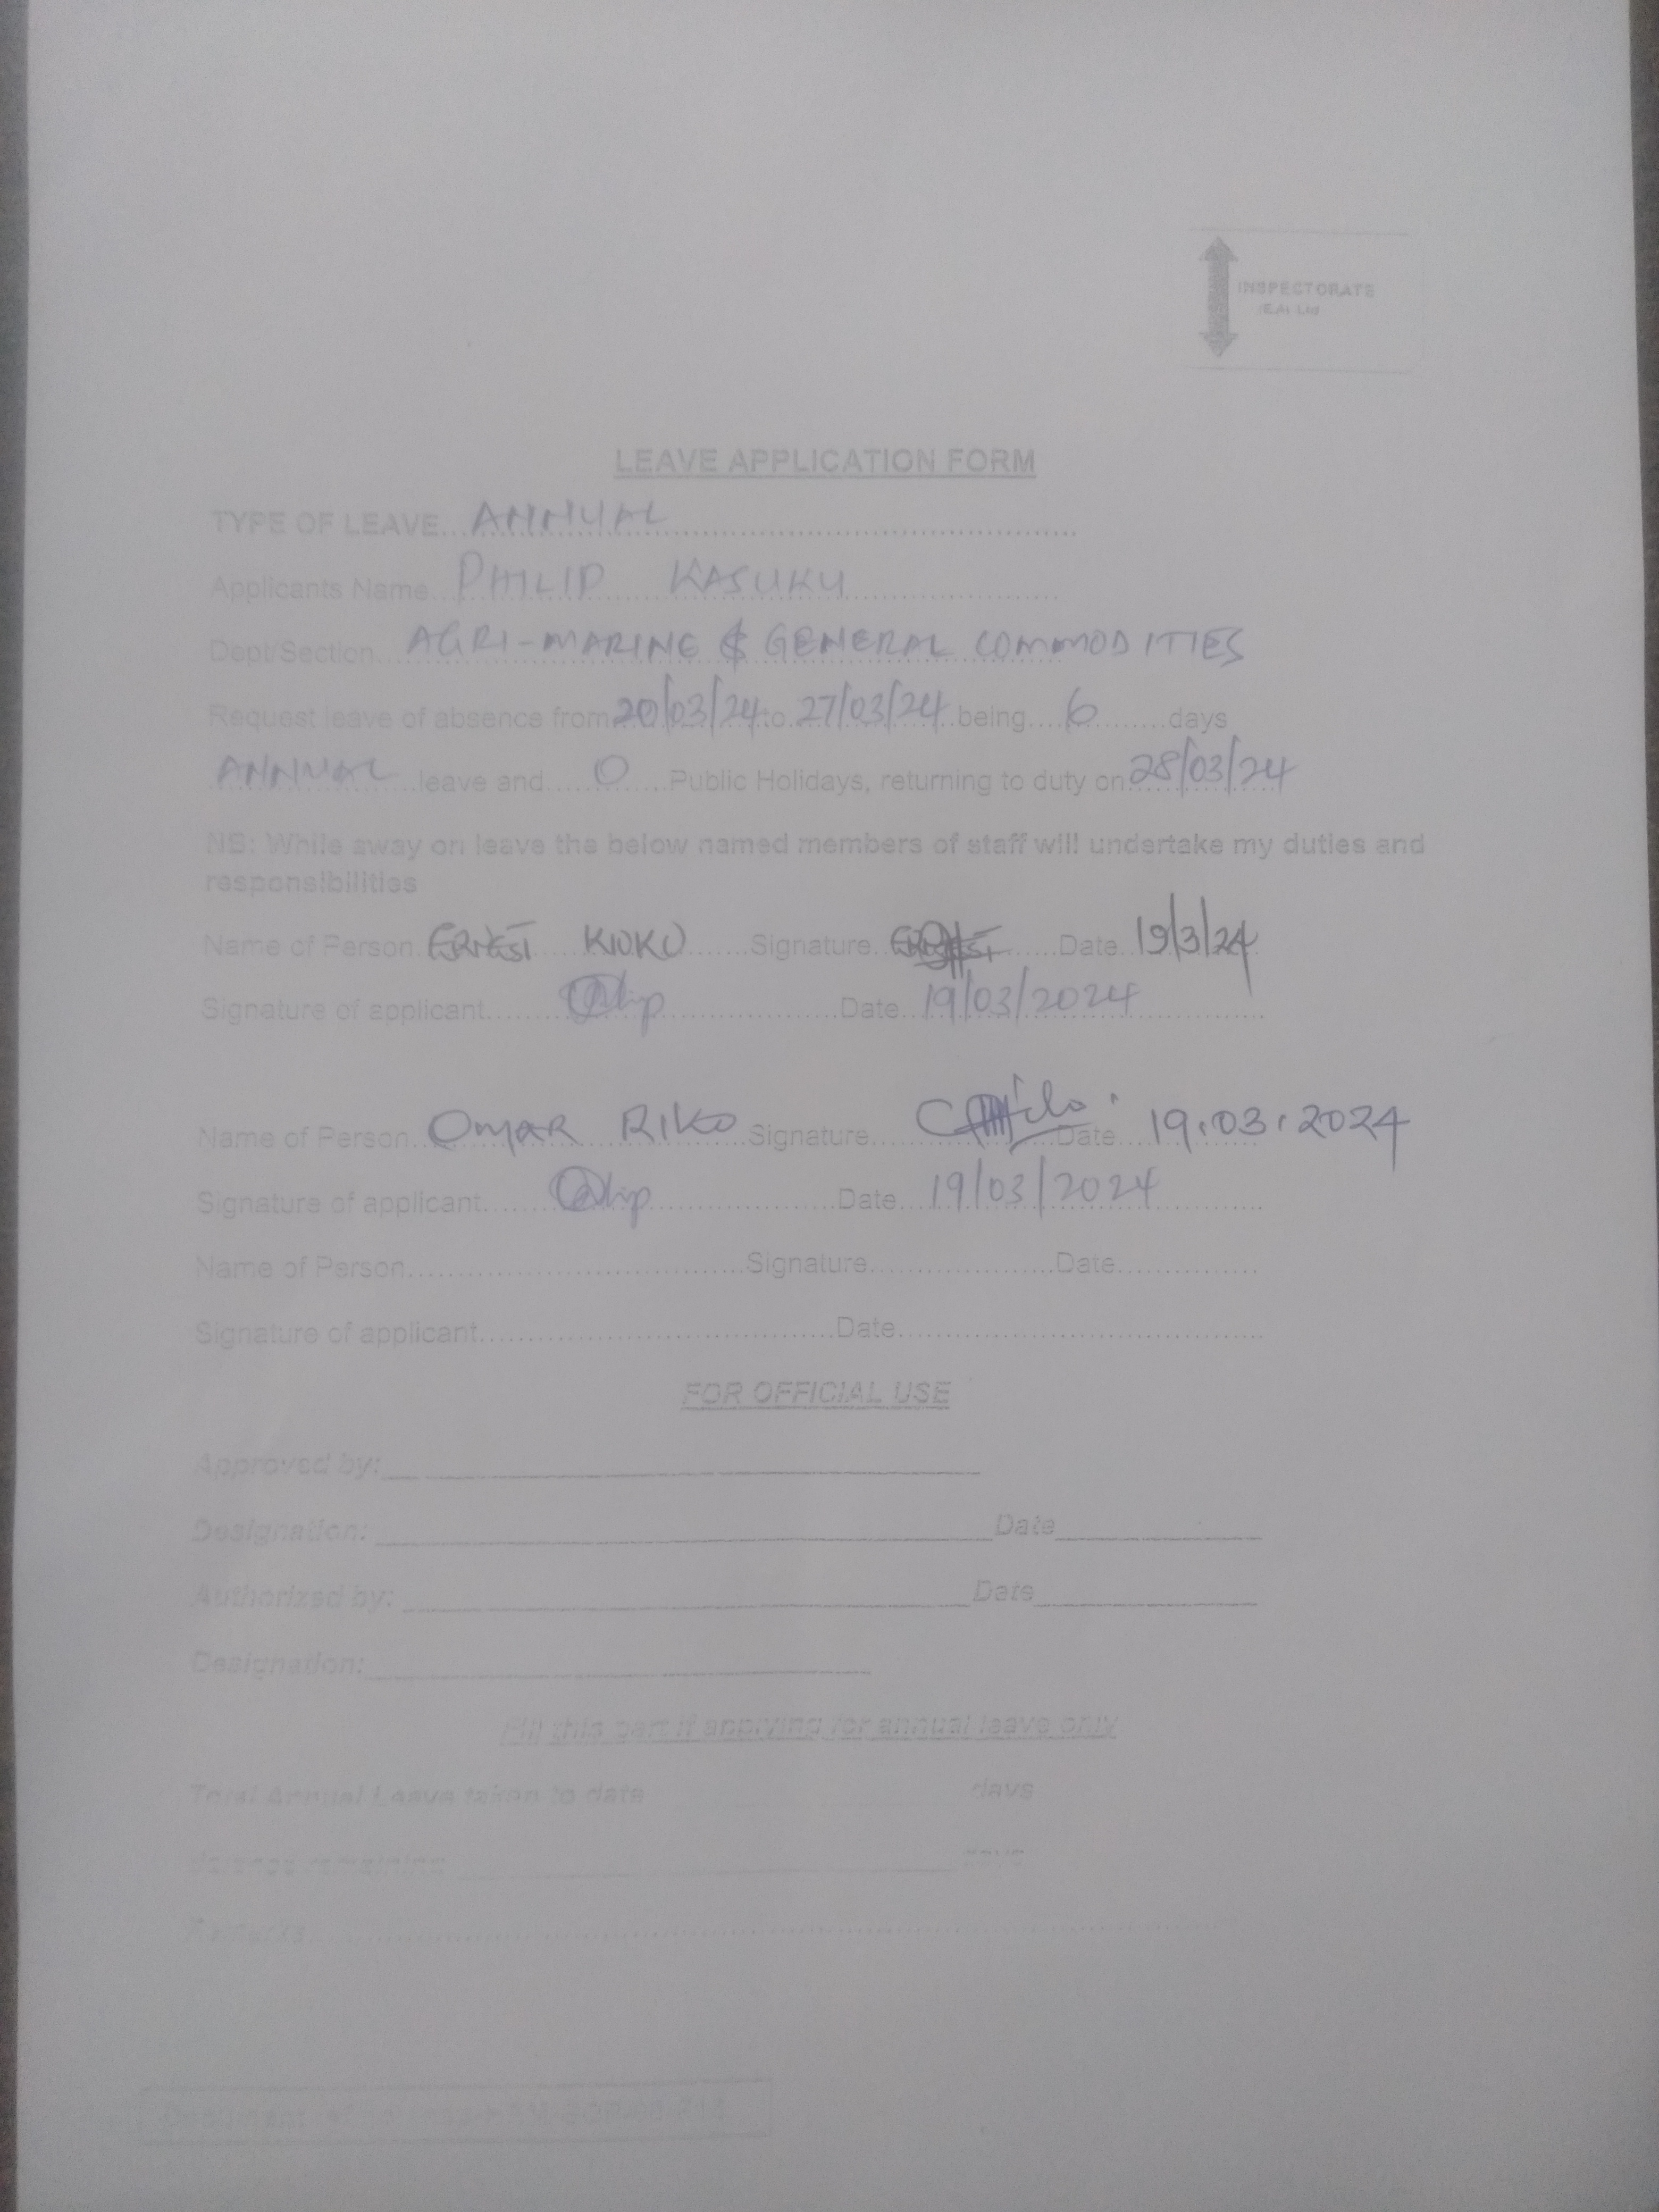 INSPECTORATE
(E.A) Ltd
LEAVE APPLICATION FORM
TYPE OF LEAVE...ANNUAL
Applicants Name...PHILIP KASUKU
Dept/Section...AGRI-MARINE & GENERAL COMMODITIES
Request leave of absence from 20/03/24 to 27/03/24 being...6...days
ANNUAL leave and...0...Public Holidays, returning to duty on 28/03/24
NB: While away on leave the below named members of staff will undertake my duties and
responsibilities
Name of Person ERNEST KIOKO Signature Date 19/3/24
Signature of applicant Date 19/03/2024
Name of Person OMAR RIKO Signature Date 19.03.2024
Signature of applicant Date 19/03/2024
Name of Person Signature Date
Signature of applicant Date
FOR OFFICIAL USE
Approved by:
Designation: Date
Authorized by: Date
Designation:
Fill this part if applying for annual leave only
Total Annual Leave taken to date days
Balance remaining days
Remarks
Document